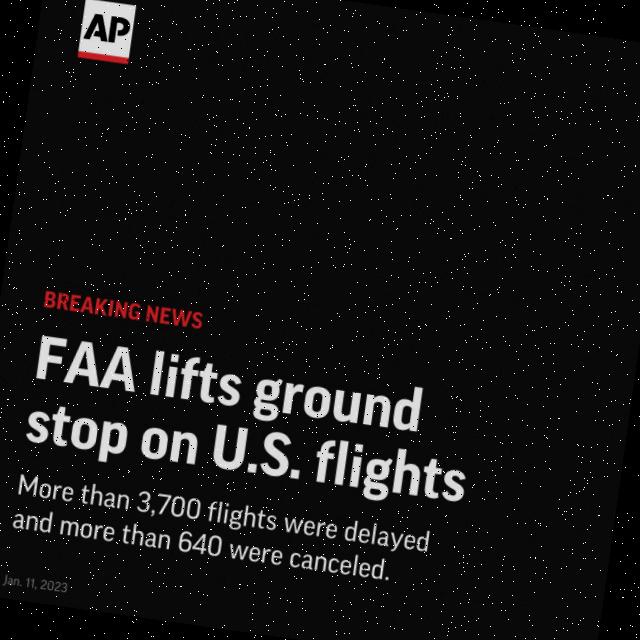 AP
BREAKING NEWS
FAA lifts ground
stop on U.S. flights
More than 3,700 flights were delayed
and more than 640 were canceled.
Jan. 11, 2023